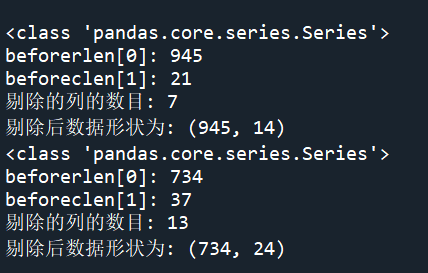 <class 'pandas.core.series.Series'>
beforerlen[0]: 945
beforeclen[1]: 21
剔除的列的数目: 7
剔除后数据形状为: (945, 14)
<class 'pandas.core.series.Series'>
beforerlen[0]: 734
beforeclen[1]: 37
剔除的列的数目: 13
剔除后数据形状为: (734, 24)